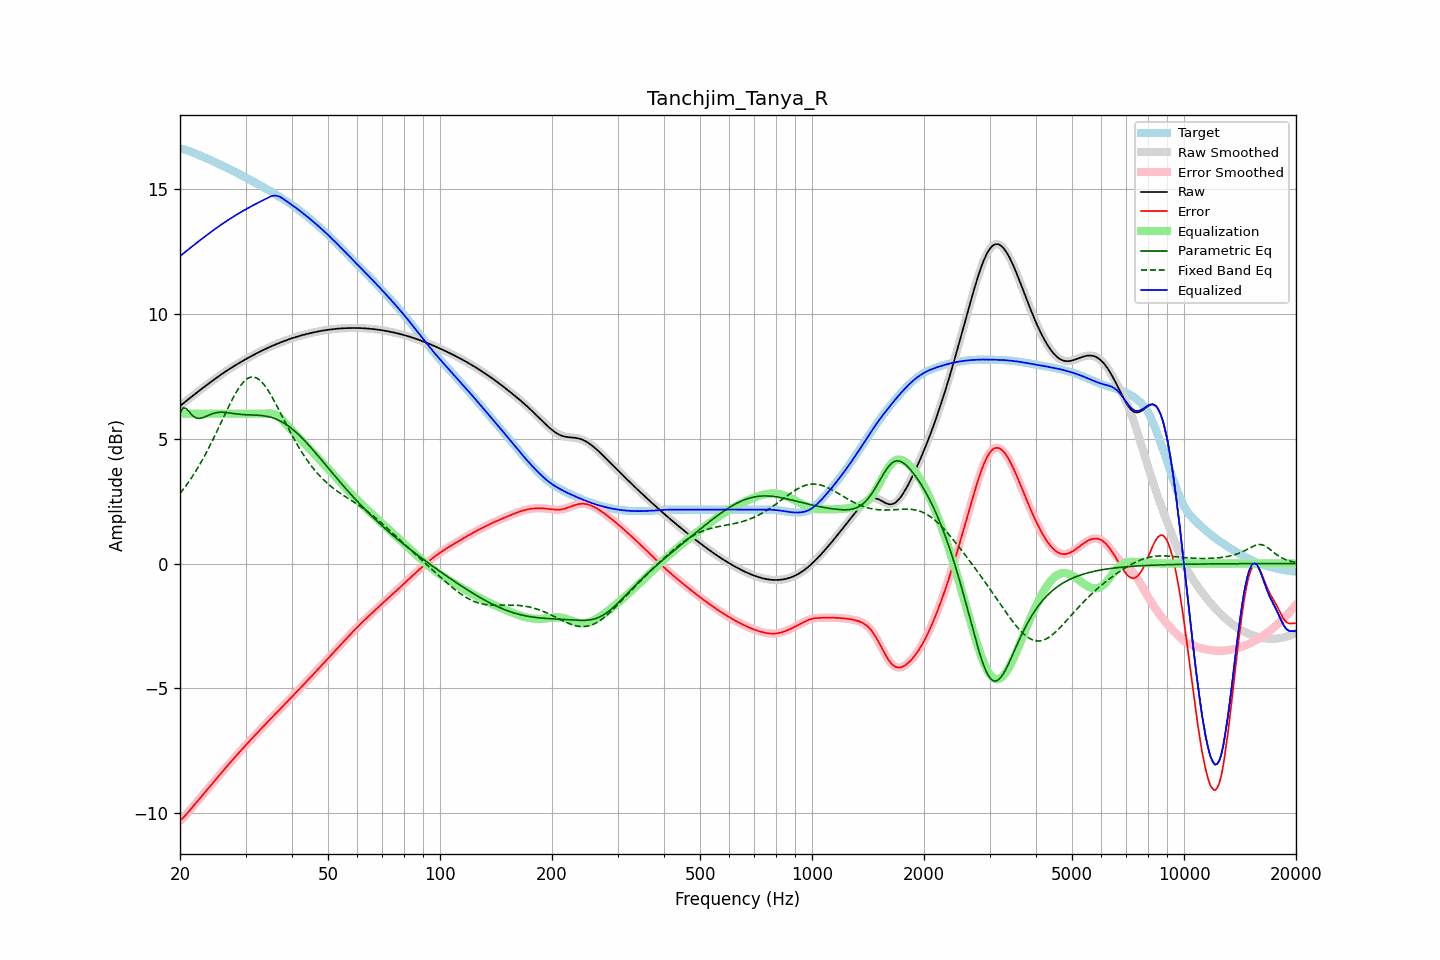 Tanchjim_Tanya_R
Target
Raw Smoothed
Error Smoothed
Raw
Error
Equalization
Parametric Eq
Fixed Band Eq
Equalized
Amplitude (dBr)
15
10
5
0
−5
−10
20 50 100 200 500 1000 2000 5000 10000 20000
Frequency (Hz)